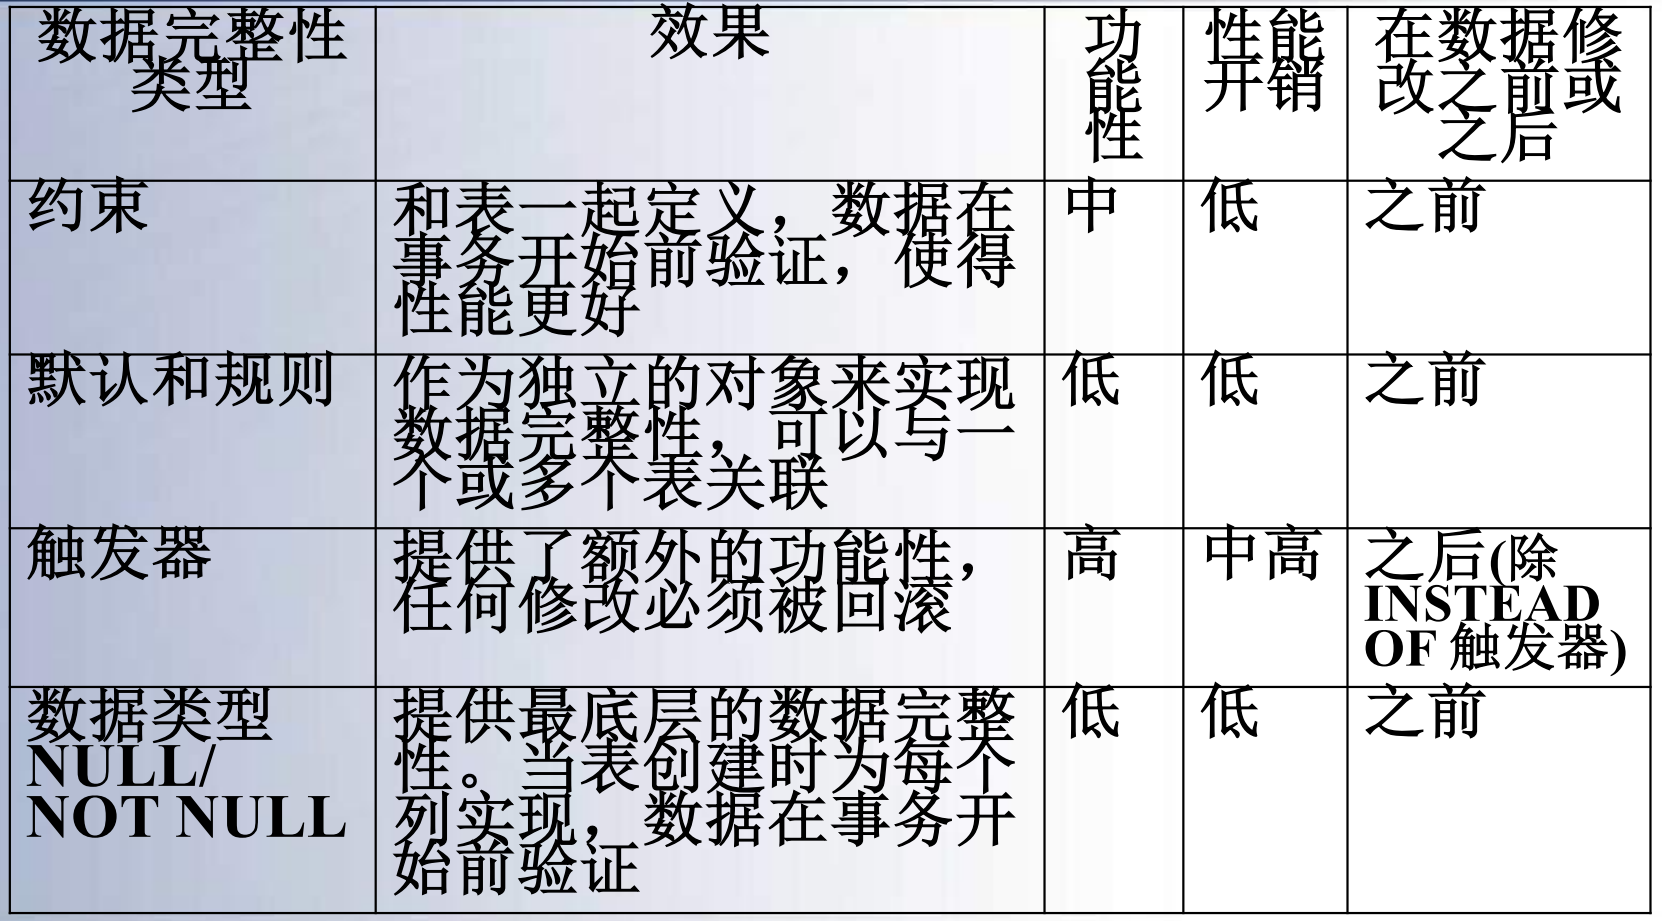 数据完整性
类型
效果
功
能
性
性能
开销
在数据修
改之前或
之后
约束
和表一起定义，数据在
事务开始前验证，使得
性能更好
中
低
之前
默认和规则
作为独立的对象来实现
数据完整性，可以与一
个或多个表关联
低
低
之前
触发器
提供了额外的功能性，
任何修改必须被回滚
高
中高
之后(除
INSTEAD
OF 触发器)
数据类型
NULL/
NOT NULL
提供最底层的数据完整
性。当表创建时为每个
列实现，数据在事务开
始前验证
低
低
之前